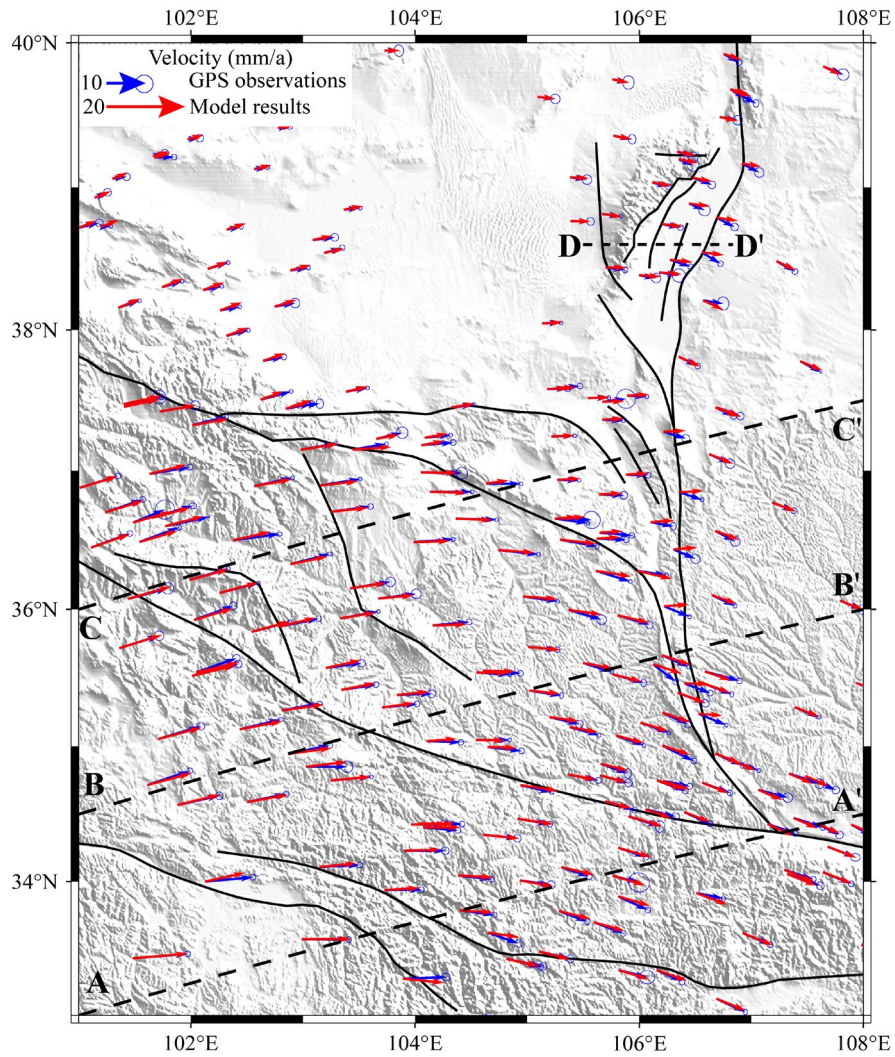 102°E 104°E 106°E 108°E
40°N
Velocity (mm/a)
10 GPS observations
20 Model results
D D'
38°N
C'
36°N
C
B'
B
A'
34°N
A
102°E 104°E 106°E 108°E